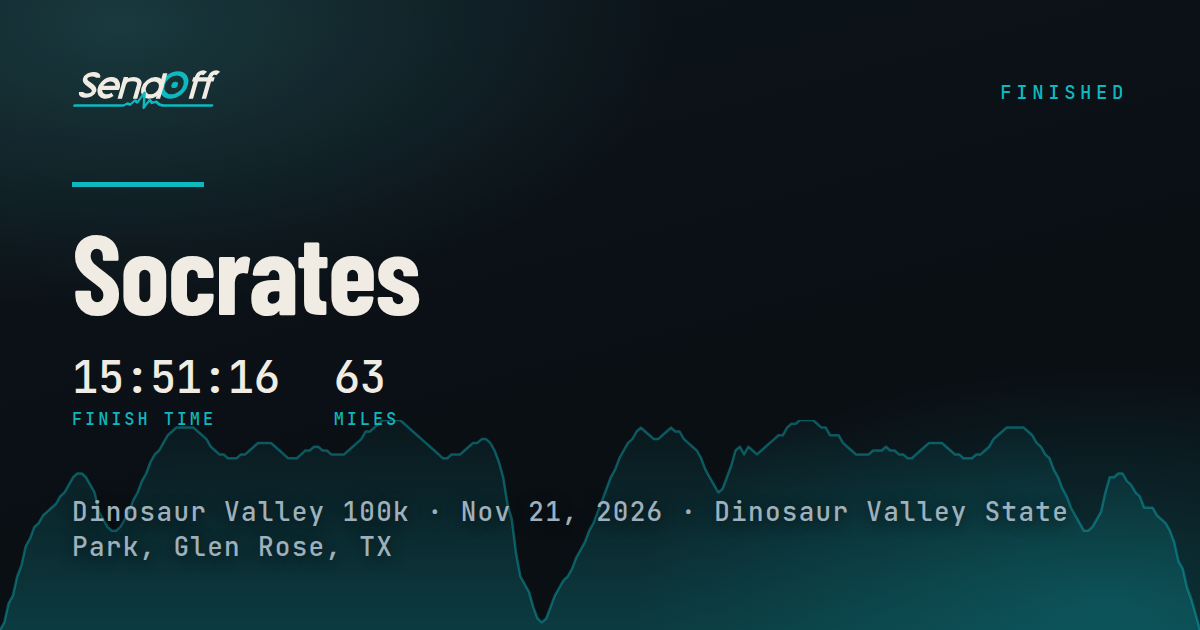 SendOff
FINISHED
Socrates
15:51:16 63
FINISH TIME MILES
Dinosaur Valley 100k · Nov 21, 2026 · Dinosaur Valley State
Park, Glen Rose, TX